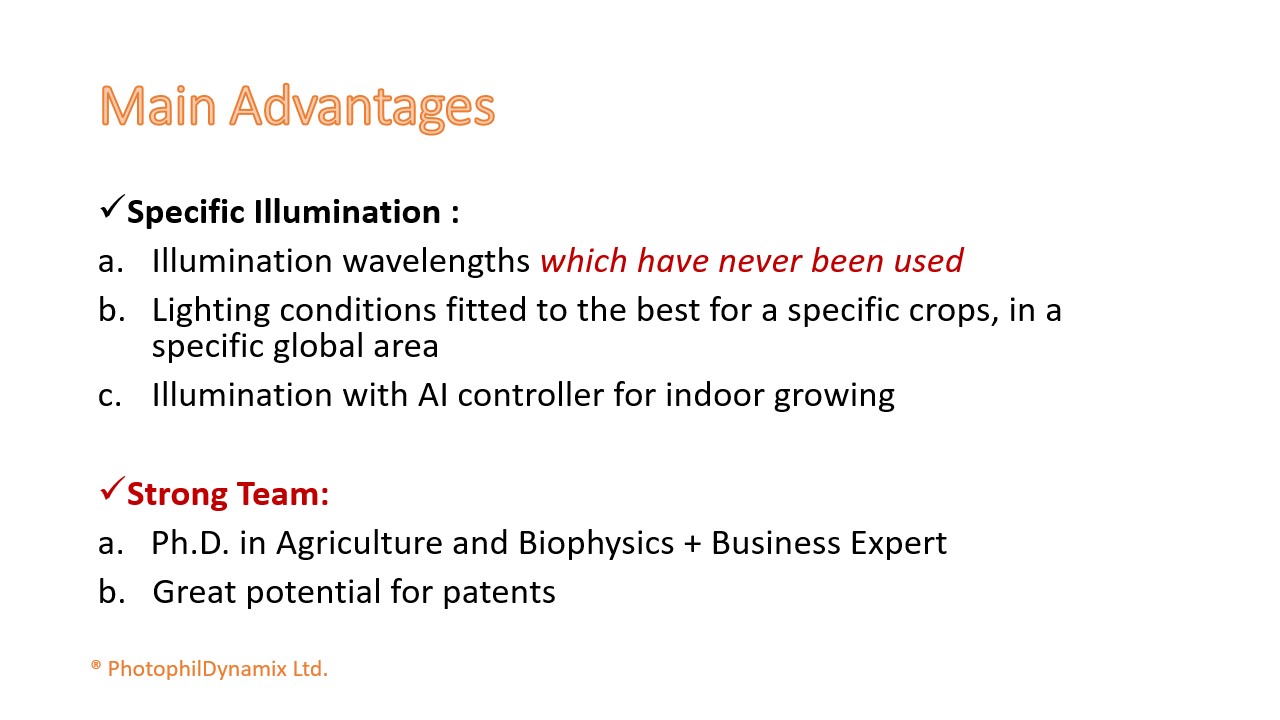 Main Advantages
✓Specific Illumination :
a. Illumination wavelengths which have never been used
b. Lighting conditions fitted to the best for a specific crops, in a
specific global area
c. Illumination with AI controller for indoor growing
✓Strong Team:
a. Ph.D. in Agriculture and Biophysics + Business Expert
b. Great potential for patents
® PhotophilDynamix Ltd.